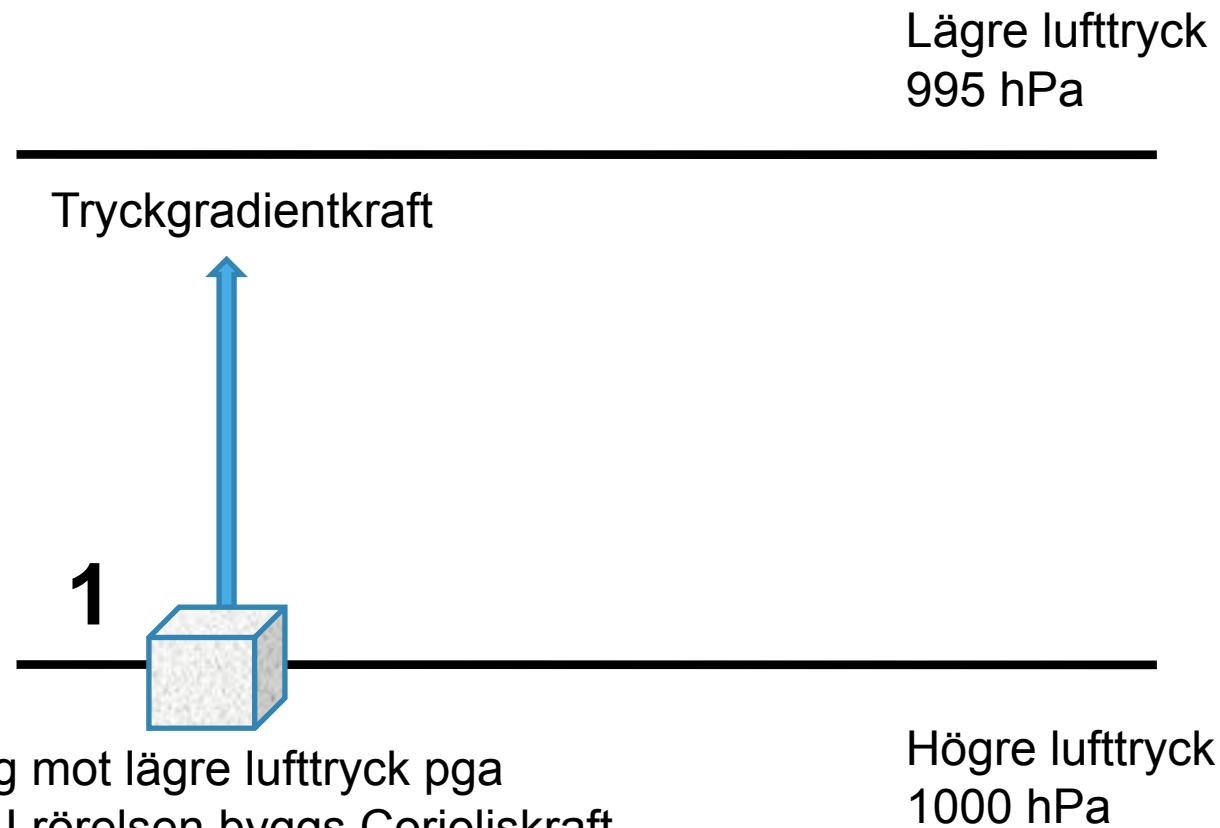 Lägre lufttryck
995 hPa
Tryckgradientkraft
1
mot lägre lufttryck pga
rörelsen byggs Corioliskraft
Högre lufttryck
1000 hPa